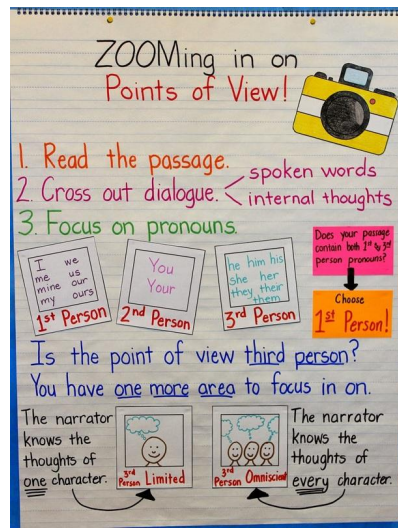 ZOOMing in on
Points of View!
1. Read the passage.
2. Cross out dialogue.
spoken words
internal thoughts
3. Focus on pronouns.
Does your passage
contain both 1st & 3rd
person pronouns?
Choose
1st Person!
I we
me us
mine our
my ours
1st Person
You
Your
2nd Person
he him his
she her
they their
them
3rd Person
Is the point of view third person?
You have one more area to focus in on.
The narrator
knows the
thoughts of
one character.
3rd Person Limited
3rd Person Omniscient
The narrator
knows the
thoughts of
every character.